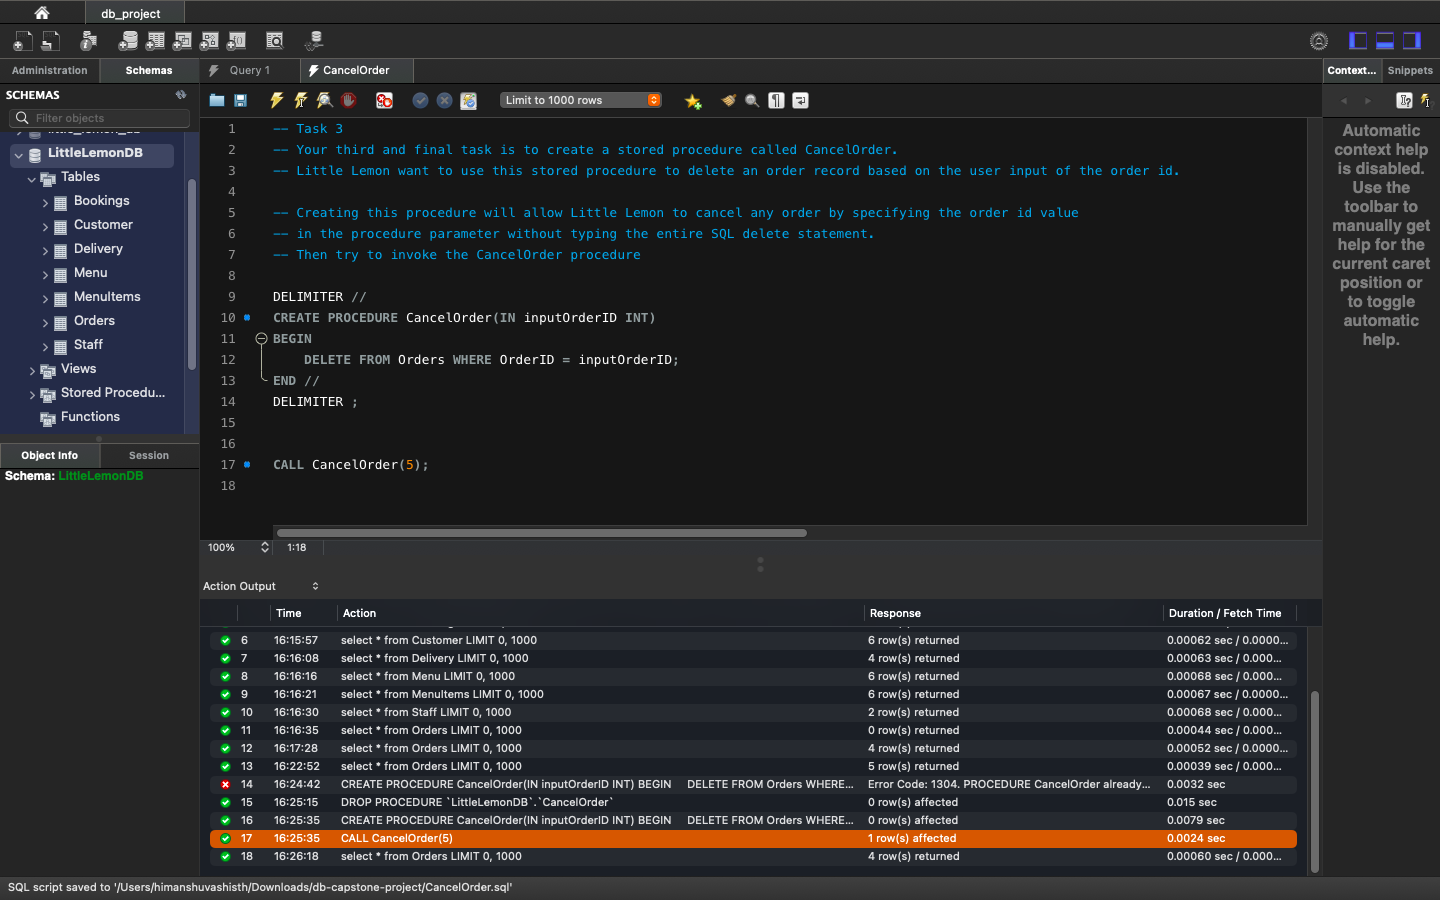 db_project
Administration
Schemas
Query 1
CancelOrder
Context...
Snippets
SCHEMAS
Filter objects
Limit to 1000 rows
little_lemon_db
LittleLemonDB
Tables
Bookings
Customer
Delivery
Menu
MenuItems
Orders
Staff
Views
Stored Procedu...
Functions
Object Info
Session
Schema: LittleLemonDB
1 -- Task 3
2 -- Your third and final task is to create a stored procedure called CancelOrder.
3 -- Little Lemon want to use this stored procedure to delete an order record based on the user input of the order id.
4
5 -- Creating this procedure will allow Little Lemon to cancel any order by specifying the order id value
6 -- in the procedure parameter without typing the entire SQL delete statement.
7 -- Then try to invoke the CancelOrder procedure
8
9 DELIMITER //
10 CREATE PROCEDURE CancelOrder(IN inputOrderID INT)
11 BEGIN
12 DELETE FROM Orders WHERE OrderID = inputOrderID;
13 END //
14 DELIMITER ;
15
16
17 CALL CancelOrder(5);
18
Automatic
context help
is disabled.
Use the
toolbar to
manually get
help for the
current caret
position or
to toggle
automatic
help.
100% 1:18
Action Output
Time Action Response Duration / Fetch Time
6 16:15:57 select * from Customer LIMIT 0, 1000 6 row(s) returned 0.00062 sec / 0.0000...
7 16:16:08 select * from Delivery LIMIT 0, 1000 4 row(s) returned 0.00063 sec / 0.000...
8 16:16:16 select * from Menu LIMIT 0, 1000 6 row(s) returned 0.00068 sec / 0.000...
9 16:16:21 select * from MenuItems LIMIT 0, 1000 6 row(s) returned 0.00067 sec / 0.0000...
10 16:16:30 select * from Staff LIMIT 0, 1000 2 row(s) returned 0.00068 sec / 0.000...
11 16:16:35 select * from Orders LIMIT 0, 1000 0 row(s) returned 0.00044 sec / 0.000...
12 16:17:28 select * from Orders LIMIT 0, 1000 4 row(s) returned 0.00052 sec / 0.0000...
13 16:22:52 select * from Orders LIMIT 0, 1000 5 row(s) returned 0.00039 sec / 0.000...
14 16:24:42 CREATE PROCEDURE CancelOrder(IN inputOrderID INT) BEGIN DELETE FROM Orders WHERE... Error Code: 1304. PROCEDURE CancelOrder already... 0.0032 sec
15 16:25:15 DROP PROCEDURE `LittleLemonDB`.`CancelOrder` 0 row(s) affected 0.015 sec
16 16:25:35 CREATE PROCEDURE CancelOrder(IN inputOrderID INT) BEGIN DELETE FROM Orders WHERE... 0 row(s) affected 0.0079 sec
17 16:25:35 CALL CancelOrder(5) 1 row(s) affected 0.0024 sec
18 16:26:18 select * from Orders LIMIT 0, 1000 4 row(s) returned 0.00060 sec / 0.000...
SQL script saved to '/Users/himanshuvashisth/Downloads/db-capstone-project/CancelOrder.sql'